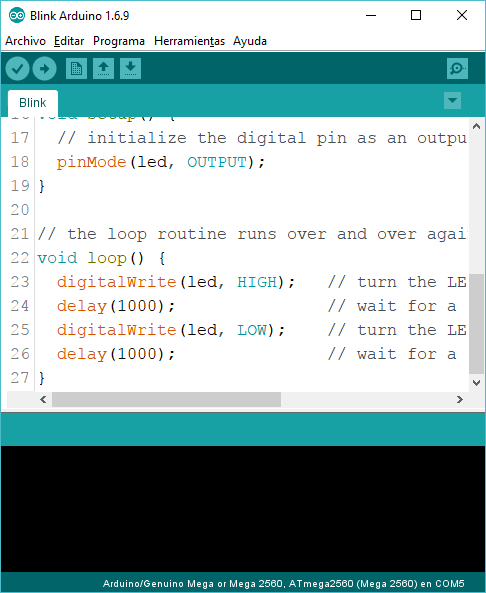 Blink Arduino 1.6.9
Archivo Editar Programa Herramientas Ayuda
Blink
16 void setup() {
17   // initialize the digital pin as an outpu
18   pinMode(led, OUTPUT);
19 }
20
21 // the loop routine runs over and over agai
22 void loop() {
23   digitalWrite(led, HIGH);   // turn the LE
24   delay(1000);               // wait for a
25   digitalWrite(led, LOW);    // turn the LE
26   delay(1000);               // wait for a
27 }
Arduino/Genuino Mega or Mega 2560, ATmega2560 (Mega 2560) en COM5